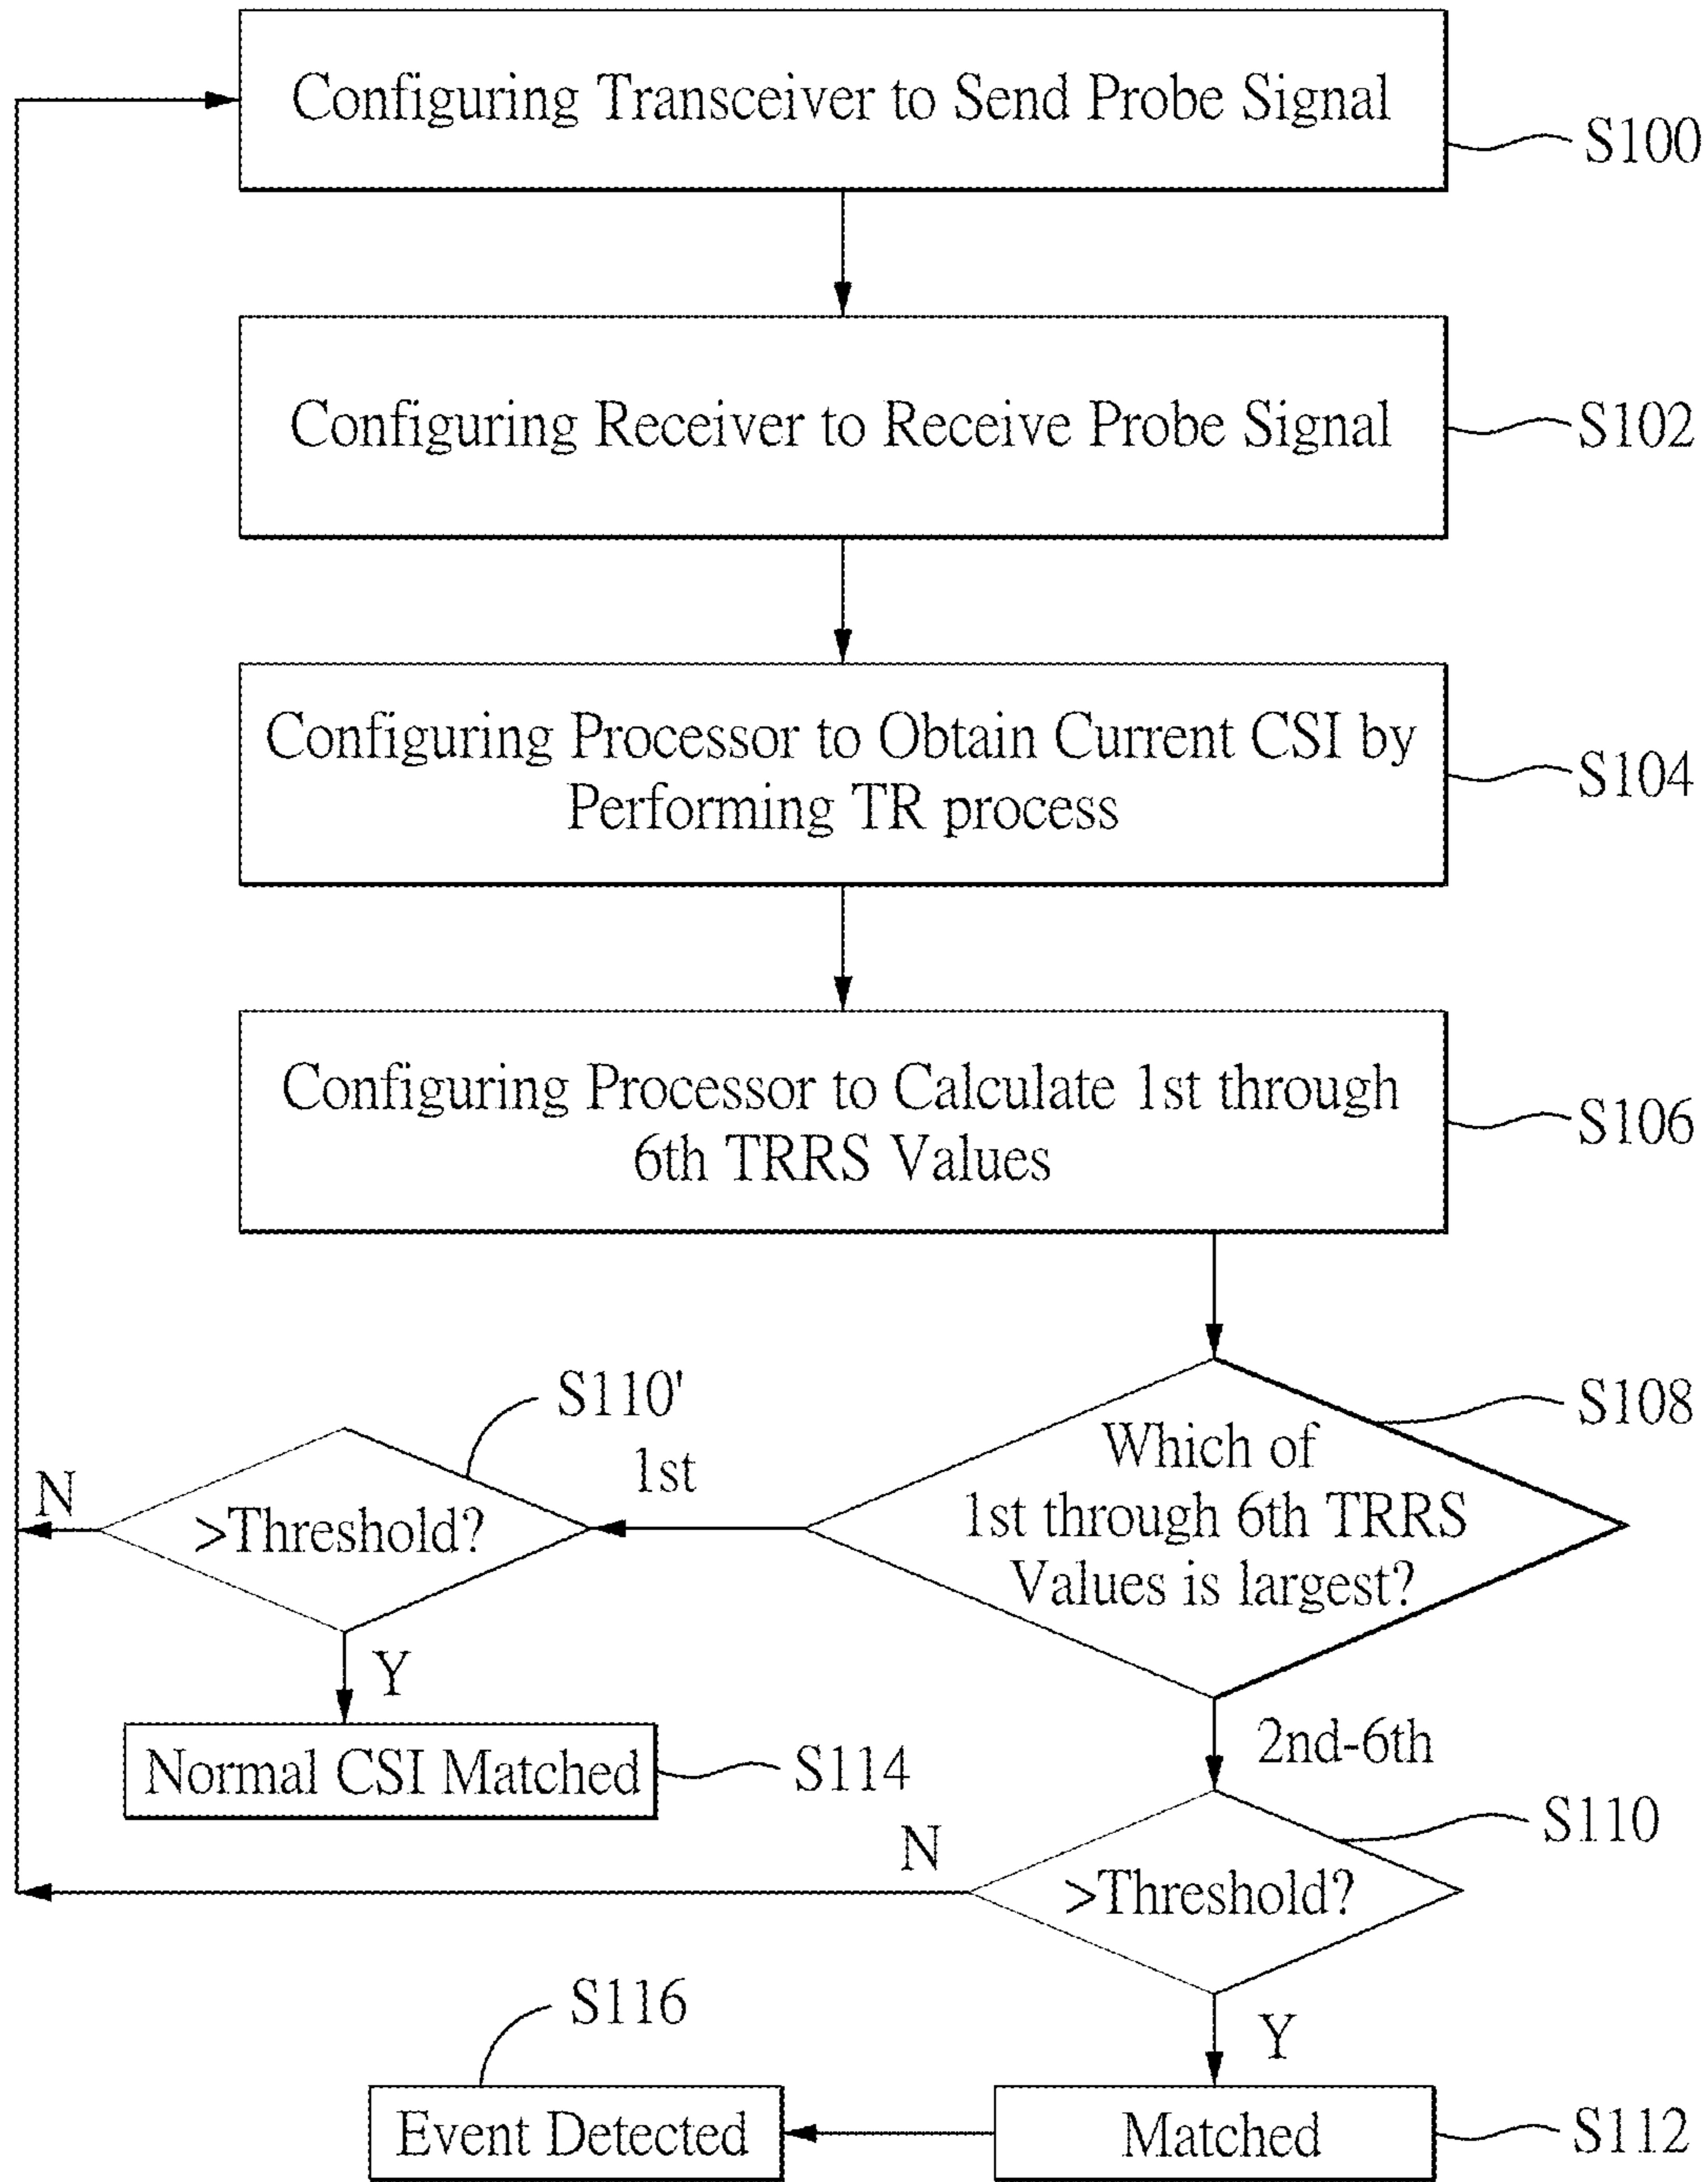 Configuring Transceiver to Send Probe Signal
S100
Configuring Receiver to Receive Probe Signal
S102
Configuring Processor to Obtain Current CSI by
Performing TR process
S104
Configuring Processor to Calculate 1st through
6th TRRS Values
S106
S108
Which of
1st through 6th TRRS
Values is largest?
S110'
1st
N
>Threshold?
Y
Normal CSI Matched
S114
2nd-6th
S110
N
>Threshold?
Y
S116
Event Detected
Matched
S112